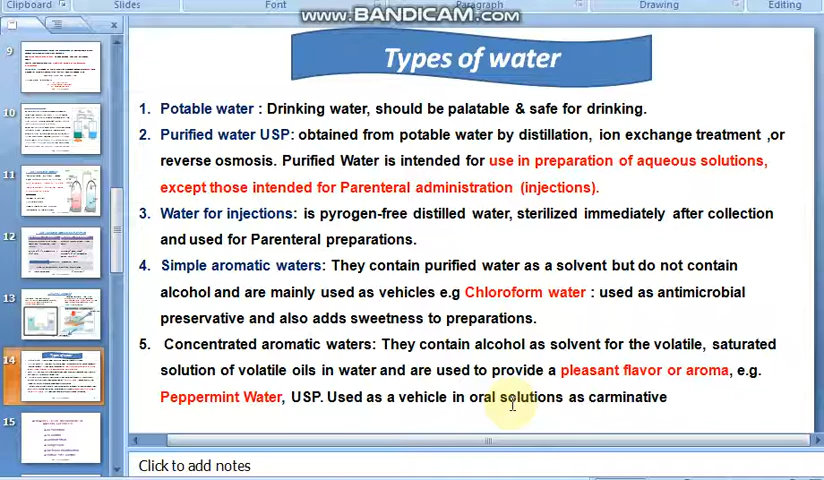 Clipboard
Slides
Font
Paragraph
Drawing
Editing
www.BANDICAM.com
Types of water
1. Potable water : Drinking water, should be palatable & safe for drinking.
2. Purified water USP: obtained from potable water by distillation, ion exchange treatment ,or
reverse osmosis. Purified Water is intended for use in preparation of aqueous solutions,
except those intended for Parenteral administration (injections).
3. Water for injections: is pyrogen-free distilled water, sterilized immediately after collection
and used for Parenteral preparations.
4. Simple aromatic waters: They contain purified water as a solvent but do not contain
alcohol and are mainly used as vehicles e.g Chloroform water : used as antimicrobial
preservative and also adds sweetness to preparations.
5. Concentrated aromatic waters: They contain alcohol as solvent for the volatile, saturated
solution of volatile oils in water and are used to provide a pleasant flavor or aroma, e.g.
Peppermint Water, USP. Used as a vehicle in oral solutions as carminative
9
10
11
12
13
14
Types of water
15
Click to add notes